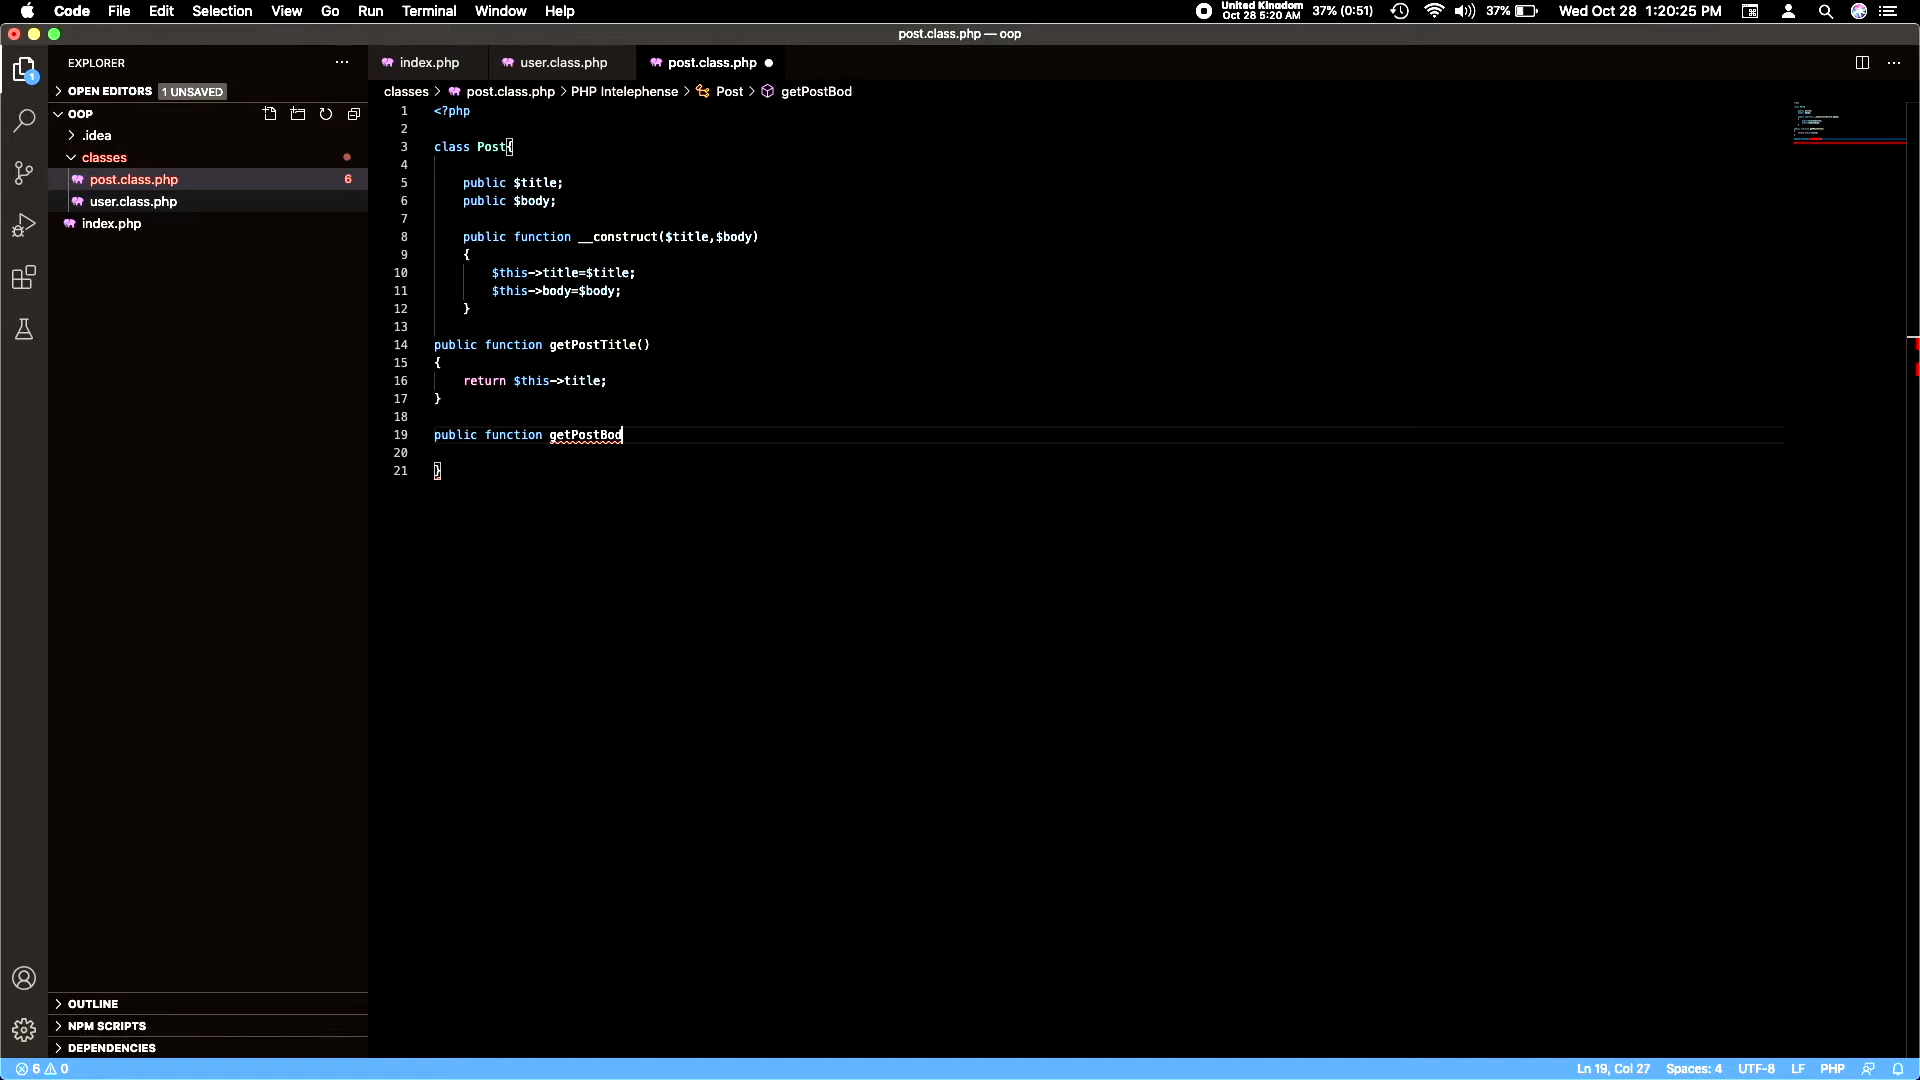 Code File Edit Selection View Go Run Terminal Window Help
United Kingdom
Oct 28 5:20 AM
37% (0:51)
37%
Wed Oct 28 1:20:25 PM
post.class.php — oop
EXPLORER
OPEN EDITORS 1 UNSAVED
OOP
.idea
classes
post.class.php 6
user.class.php
index.php
1
index.php user.class.php post.class.php
classes > post.class.php > PHP Intelephense > Post > getPostBod
1 <?php
2
3 class Post{
4
5 public $title;
6 public $body;
7
8 public function __construct($title,$body)
9 {
10 $this->title=$title;
11 $this->body=$body;
12 }
13
14 public function getPostTitle()
15 {
16 return $this->title;
17 }
18
19 public function getPostBod
20
21 }
OUTLINE
NPM SCRIPTS
DEPENDENCIES
6 0
Ln 19, Col 27 Spaces: 4 UTF-8 LF PHP